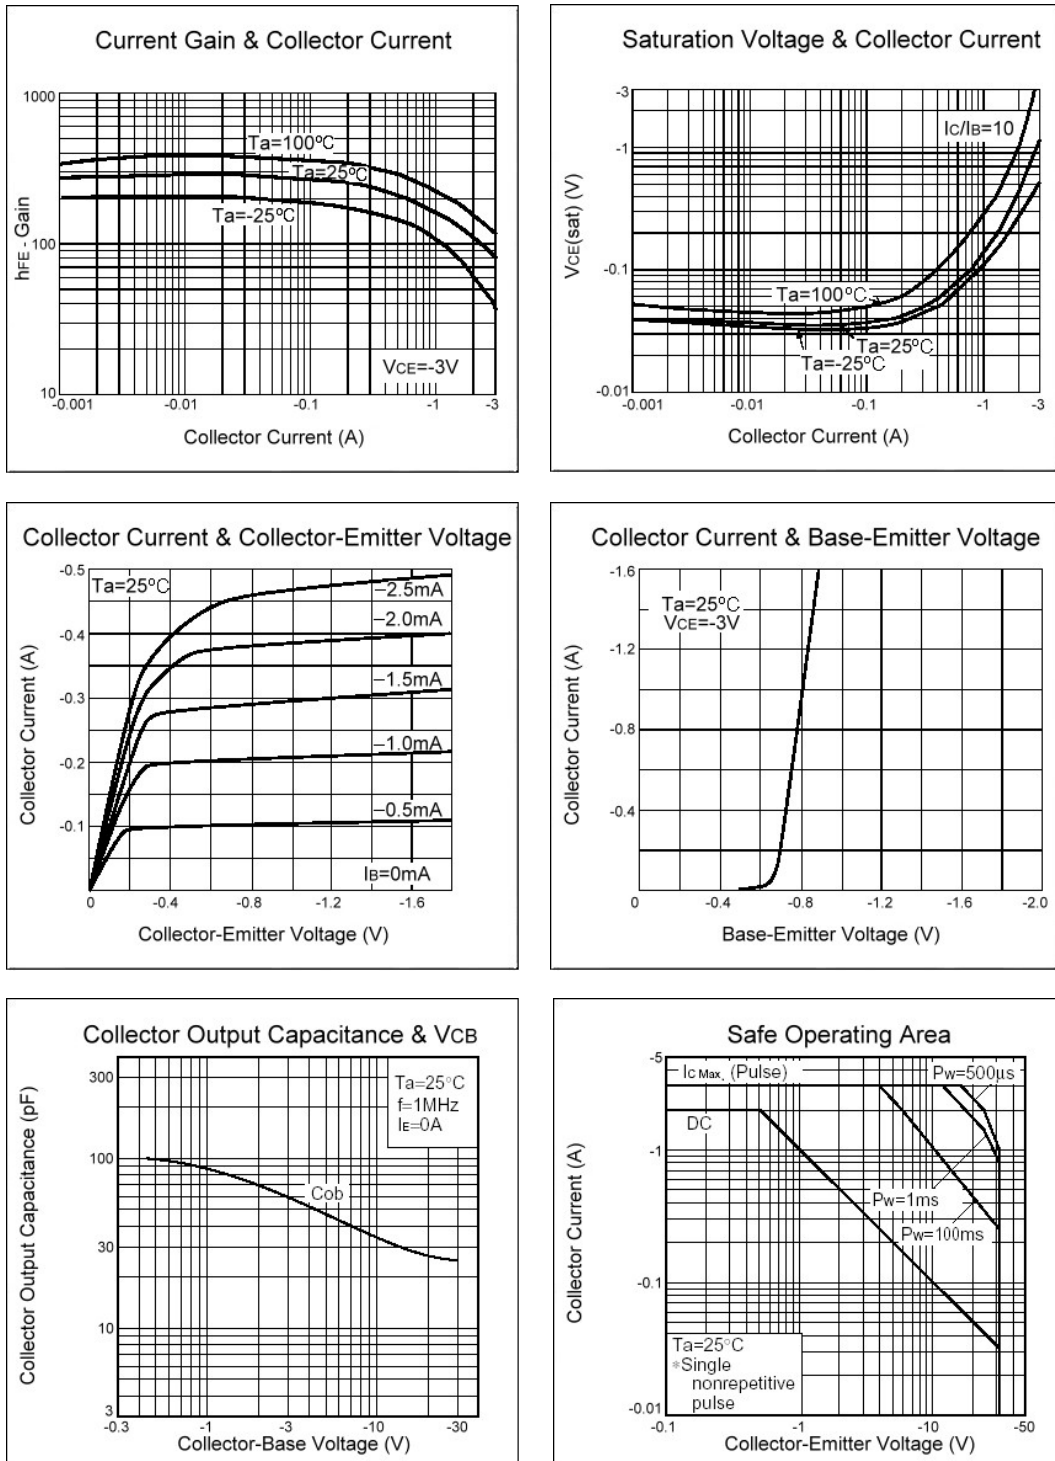 Current Gain & Collector Current
1000
100
10
hFE - Gain
Ta=100°C
Ta=25°C
Ta=-25°C
VCE=-3V
-0.001
-0.01
-0.1
-1
-3
Collector Current (A)
Saturation Voltage & Collector Current
-3
-1
-0.1
-0.01
VCE(sat) (V)
IC/IB=10
Ta=100°C
Ta=25°C
Ta=-25°C
-0.001
-0.01
-0.1
-1
-3
Collector Current (A)
Collector Current & Collector-Emitter Voltage
-0.5
-0.4
-0.3
-0.2
-0.1
Collector Current (A)
Ta=25°C
−2.5mA
−2.0mA
−1.5mA
−1.0mA
−0.5mA
IB=0mA
0
-0.4
-0.8
-1.2
-1.6
Collector-Emitter Voltage (V)
Collector Current & Base-Emitter Voltage
-1.6
-1.2
-0.8
-0.4
Collector Current (A)
Ta=25°C
VCE=-3V
0
-0.4
-0.8
-1.2
-1.6
-2.0
Base-Emitter Voltage (V)
Collector Output Capacitance & VCB
300
100
30
10
3
Collector Output Capacitance (pF)
Ta=25°C
f=1MHz
IE=0A
Cob
-0.3
-1
-3
-10
-30
Collector-Base Voltage (V)
Safe Operating Area
-5
-1
-0.1
-0.01
Collector Current (A)
IC Max. (Pulse)
Pw=500µs
DC
Pw=1ms
Pw=100ms
Ta=25°C
*Single
nonrepetitive
pulse
-0.1
-1
-10
-50
Collector-Emitter Voltage (V)